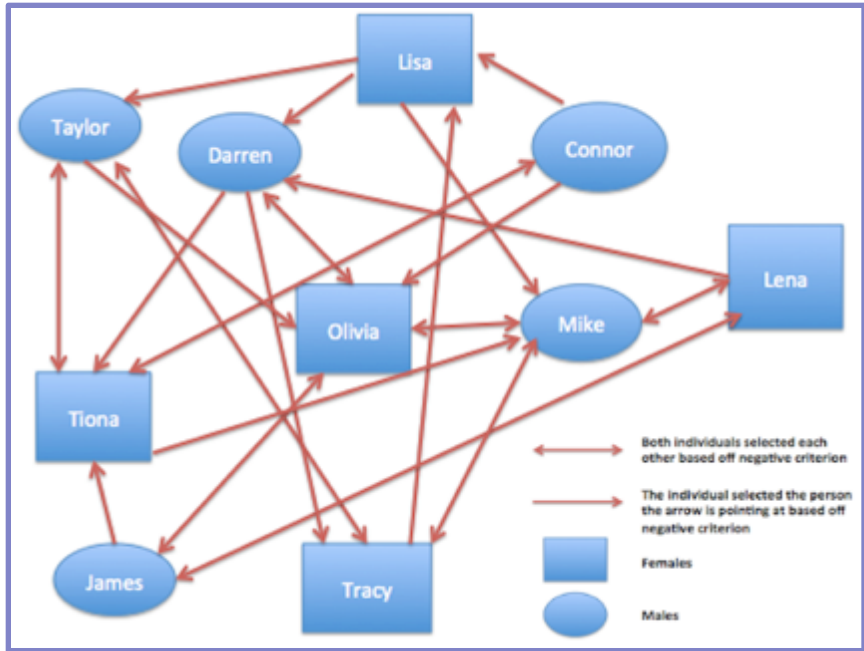 Lisa
Taylor
Darren
Connor
Lena
Olivia
Mike
Tiona
Both individuals selected each
other based off negative criterion
The individual selected the person
the arrow is pointing at based off
negative criterion
James
Tracy
Females
Males